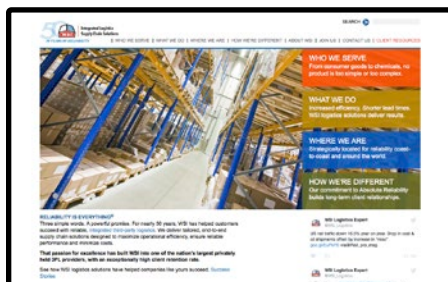 SEARCH
50
WSI
Integrated Logistics
Supply Chain Solutions
| WHO WE SERVE | WHAT WE DO | WHERE WE ARE | HOW WE'RE DIFFERENT | ABOUT WSI | JOIN US | CONTACT US | CLIENT RESOURCES
WHO WE SERVE
From consumer goods to chemicals, no
product is too simple or too complex.
WHAT WE DO
Increased efficiency. Shorter lead times.
WSI logistics solutions deliver results.
WHERE WE ARE
Strategically located for reliability coast-
to-coast and around the world.
HOW WE'RE DIFFERENT
Our commitment to Absolute Reliability
builds long-term client relationships.
RELIABILITY IS EVERYTHING®
Three simple words. A powerful promise. For nearly 50 years, WSI has helped customers
succeed with reliable, integrated third-party logistics. We deliver tailored, end-to-end
supply chain solutions designed to maximize operational efficiency, ensure reliable
performance and minimize costs.
That passion for excellence has built WSI into one of the nation's largest privately
held 3PL providers, with an exceptionally high client retention rate.
See how WSI logistics solutions have helped companies like yours succeed. Success
Stories
WSI Logistics Expert
WSI Logistics Expert